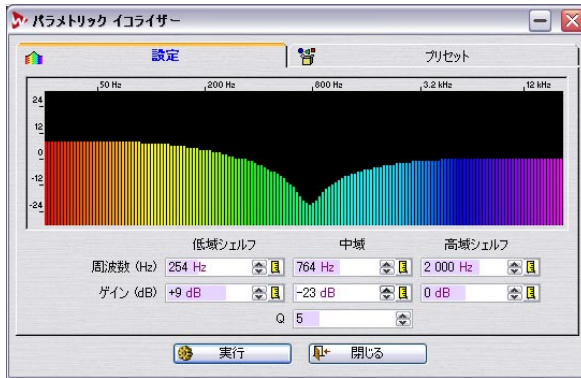 パラメトリック イコライザー
設定 プリセット
50 Hz 200 Hz 800 Hz 3.2 kHz 12 kHz
24
12
0
-12
-24
低域シェルフ 中域 高域シェルフ
周波数 (Hz) 254 Hz 764 Hz 2 000 Hz
ゲイン (dB) +9 dB -23 dB 0 dB
Q 5
実行 閉じる